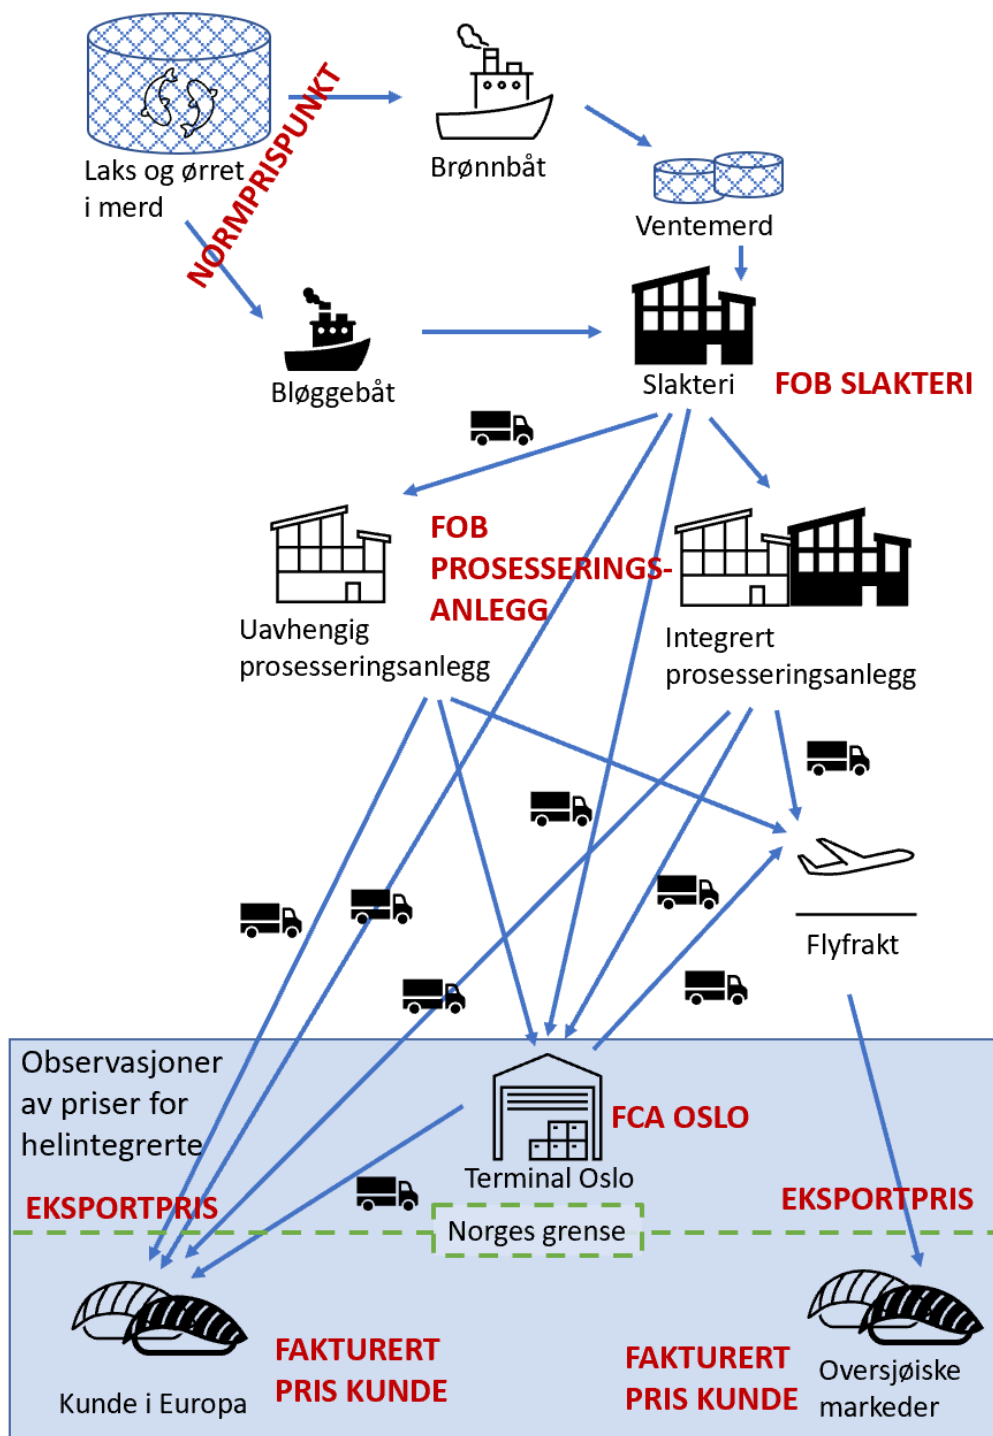 Laks og ørret
i merd
NORMPRISPUNKT
Brønnbåt
Ventemerd
Bløggebåt
Slakteri
FOB SLAKTERI
FOB
PROSESSERINGS-
ANLEGG
Uavhengig
prosesseringsanlegg
Integrert
prosesseringsanlegg
Flyfrakt
Observasjoner
av priser for
helintegrerte
FCA OSLO
Terminal Oslo
EKSPORTPRIS
EKSPORTPRIS
Norges grense
FAKTURERT
PRIS KUNDE
Kunde i Europa
FAKTURERT
PRIS KUNDE
Oversjøiske
markeder